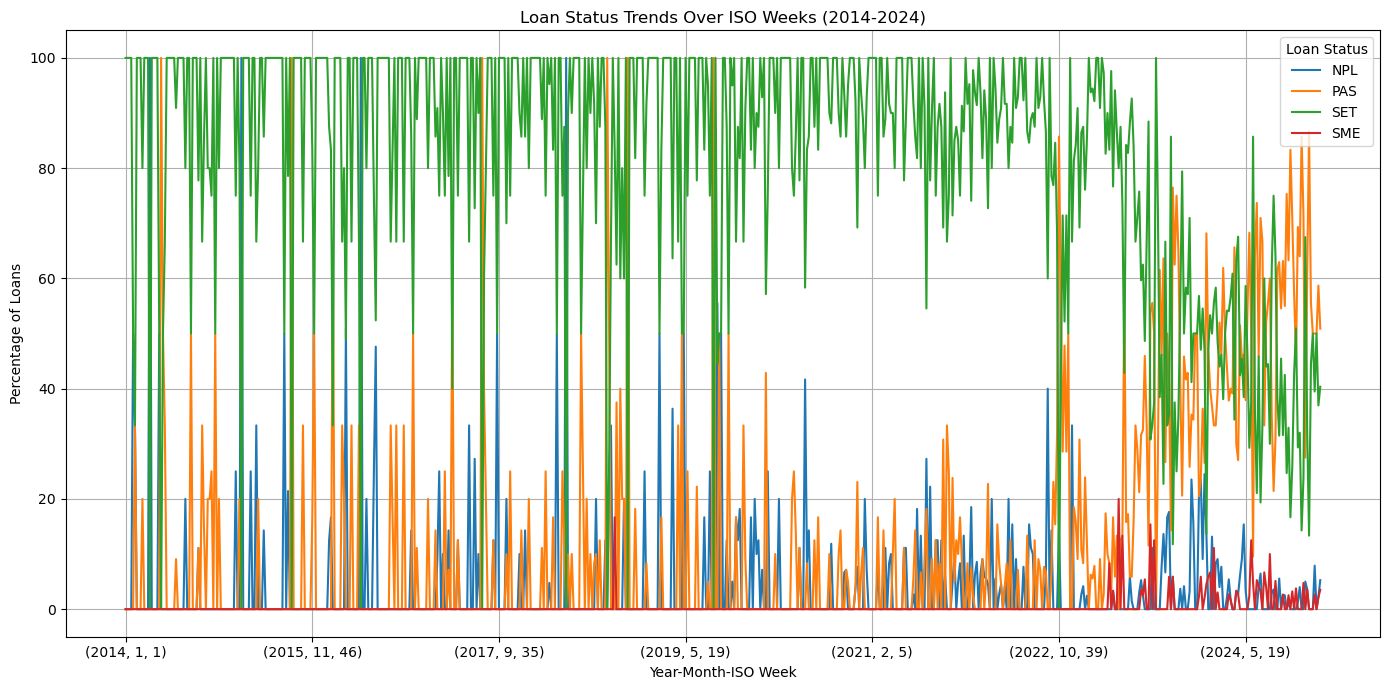 Loan Status Trends Over ISO Weeks (2014-2024)
Loan Status
NPL
PAS
SET
SME
Percentage of Loans
100
80
60
40
20
0
(2014, 1, 1)
(2015, 11, 46)
(2017, 9, 35)
(2019, 5, 19)
(2021, 2, 5)
(2022, 10, 39)
(2024, 5, 19)
Year-Month-ISO Week